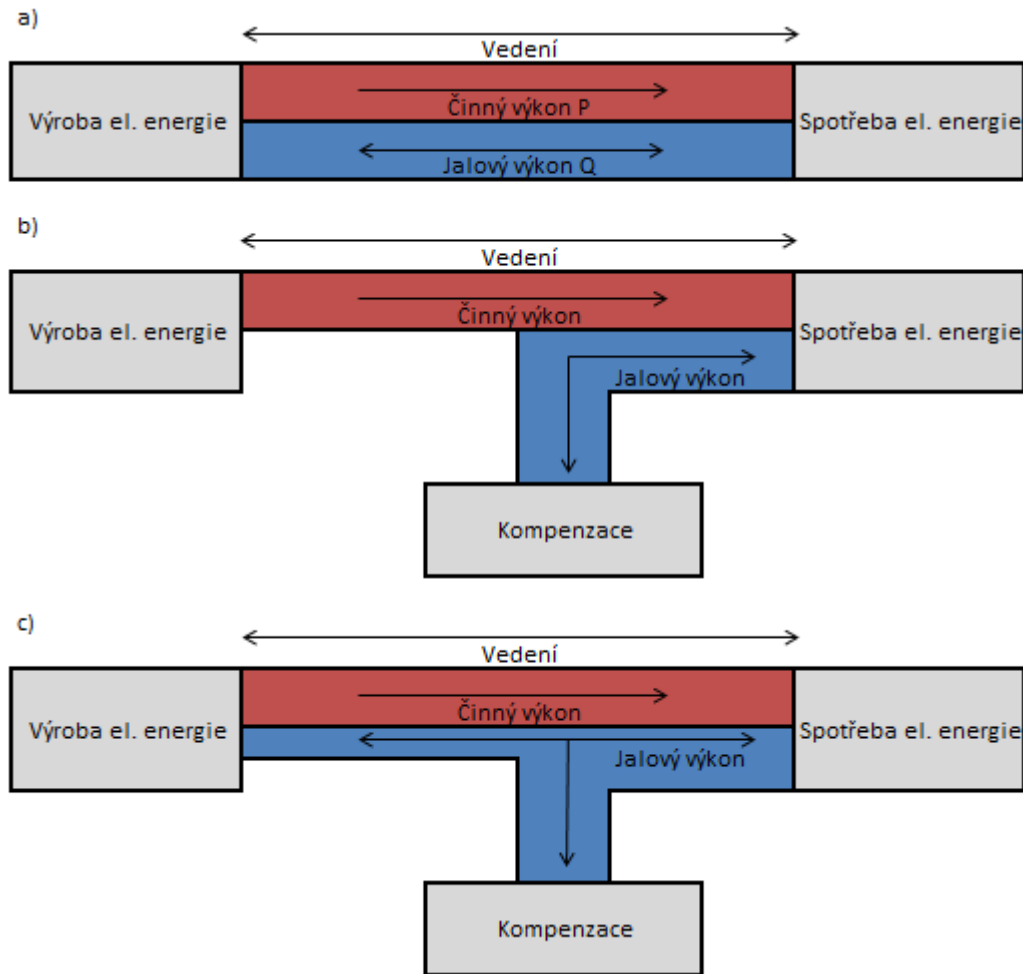 a)
Vedení
Výroba el. energie
Činný výkon P
Spotřeba el. energie
Jalový výkon Q
b)
Vedení
Výroba el. energie
Činný výkon
Spotřeba el. energie
Jalový výkon
Kompenzace
c)
Vedení
Výroba el. energie
Činný výkon
Spotřeba el. energie
Jalový výkon
Kompenzace